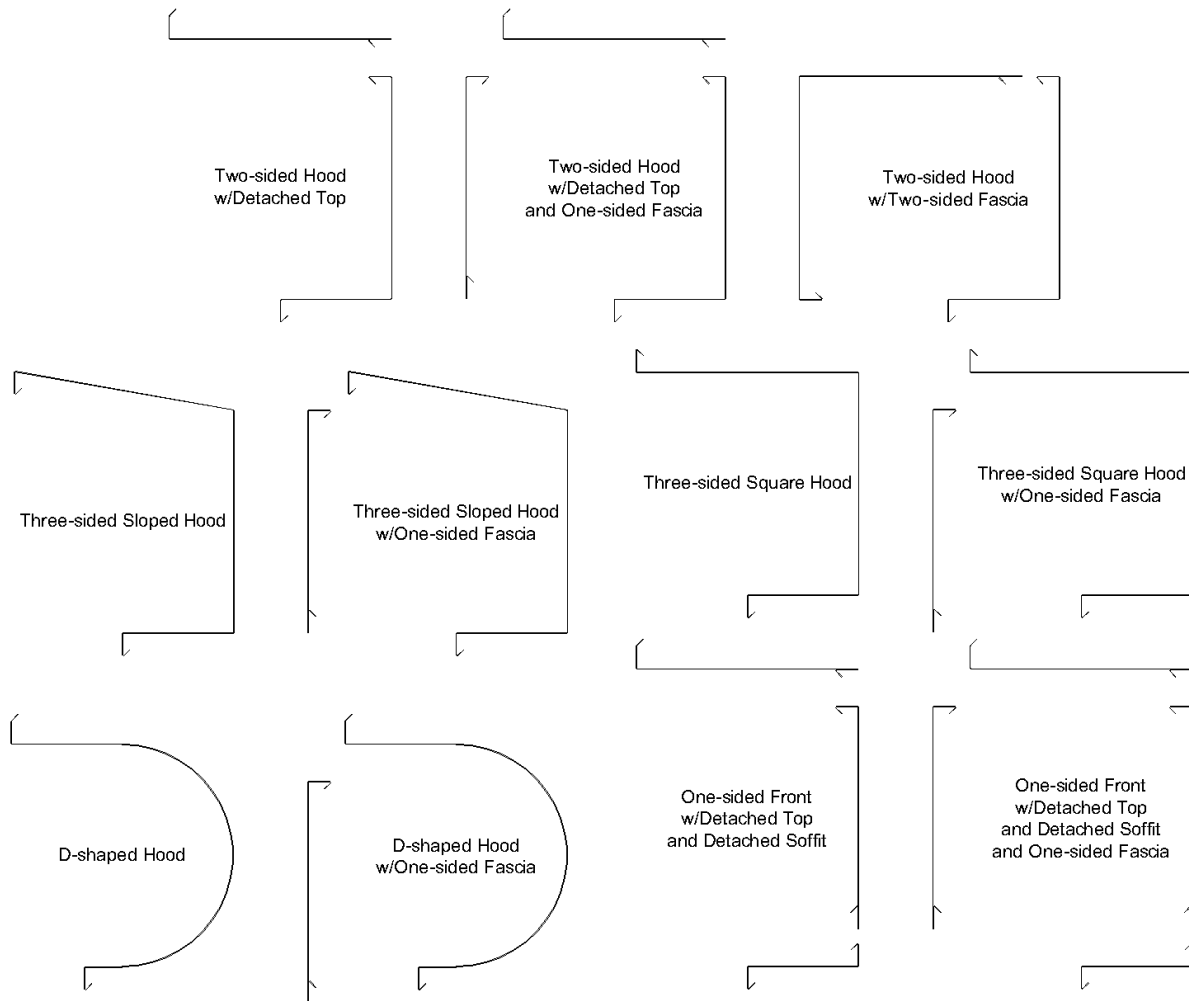 Two-sided Hood
w/Detached Top
Two-sided Hood
w/Detached Top
and One-sided Fascia
Two-sided Hood
w/Two-sided Fascia
Three-sided Sloped Hood
Three-sided Sloped Hood
w/One-sided Fascia
Three-sided Square Hood
Three-sided Square Hood
w/One-sided Fascia
D-shaped Hood
D-shaped Hood
w/One-sided Fascia
One-sided Front
w/Detached Top
and Detached Soffit
One-sided Front
w/Detached Top
and Detached Soffit
and One-sided Fascia